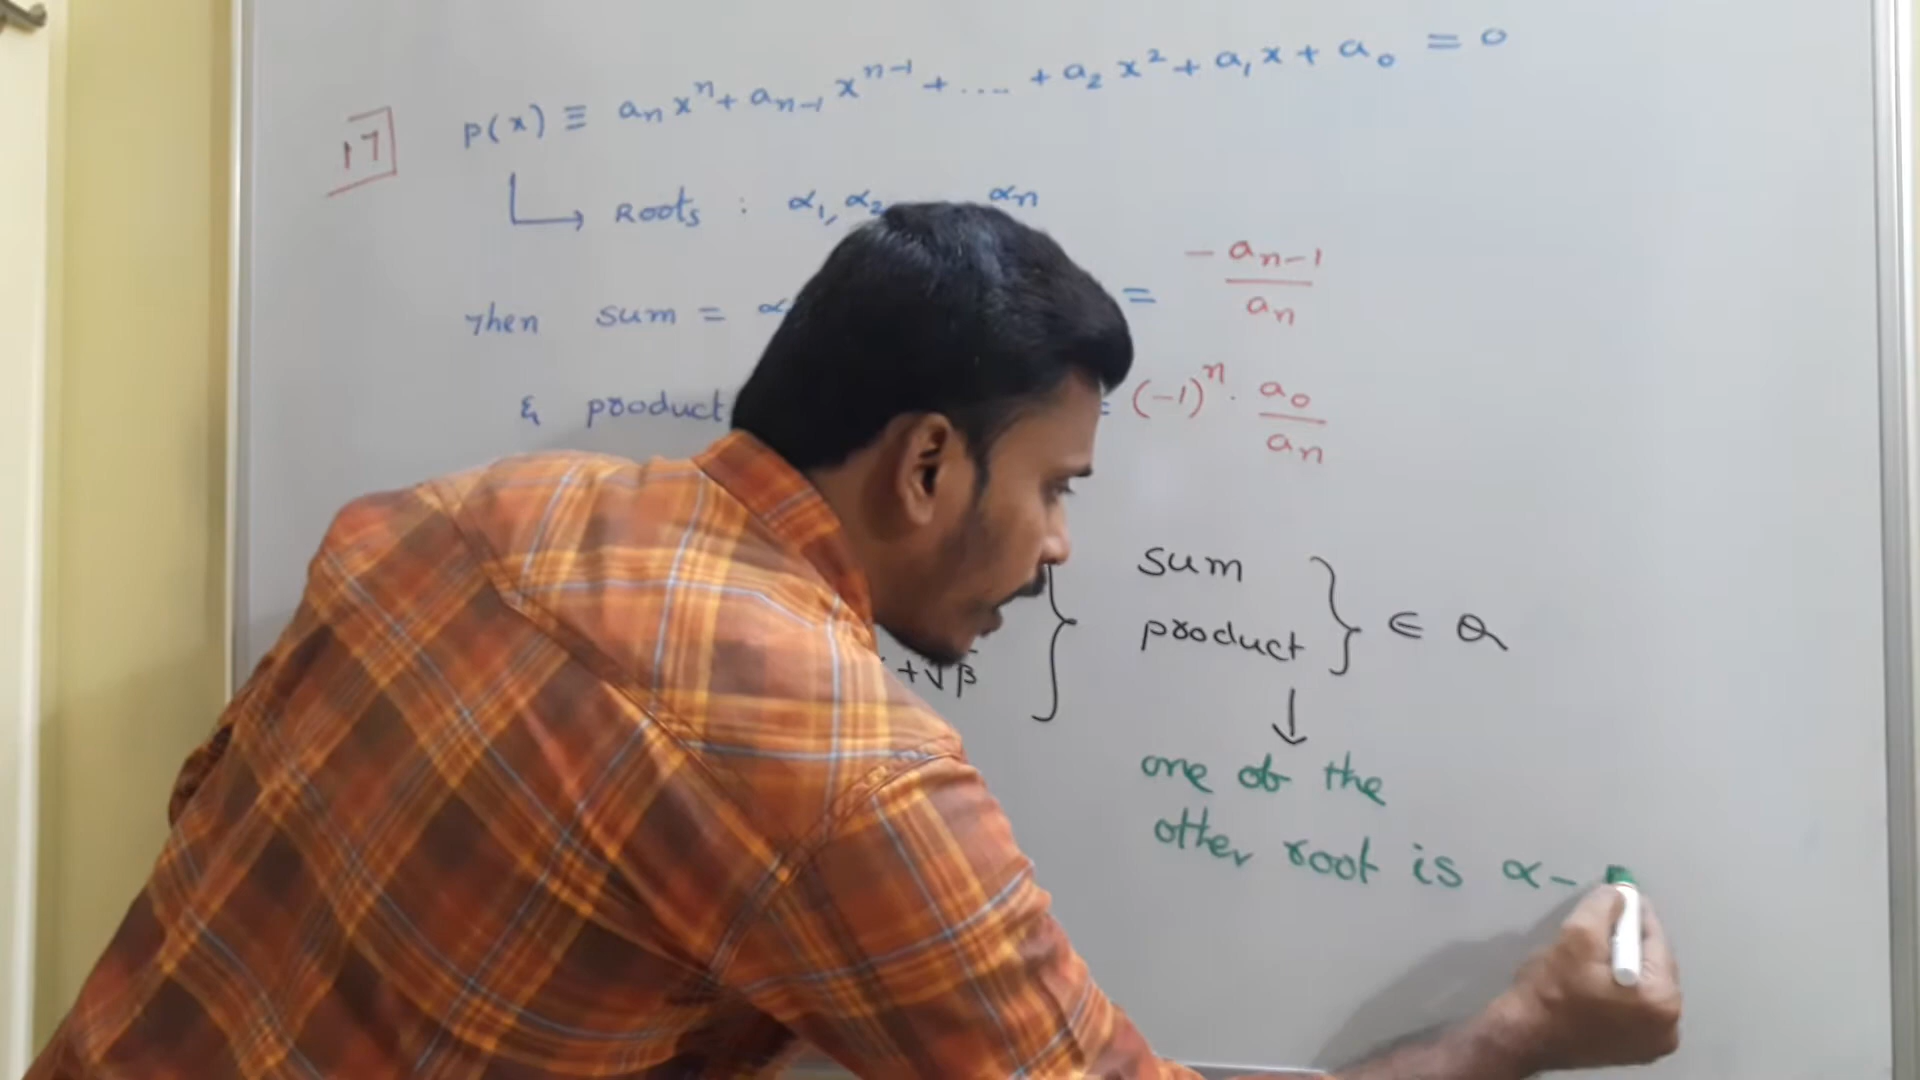 17
P(x) ≡ aₙxⁿ + aₙ₋₁xⁿ⁻¹ + .... + a₂x² + a₁x + a₀ = 0
Roots : α₁, α₂ αₙ
Then sum = α = -aₙ₋₁/aₙ
& product = (-1)ⁿ · a₀/aₙ
sum
product } ∈ Q
+√β }
↓
one of the
other root is α -